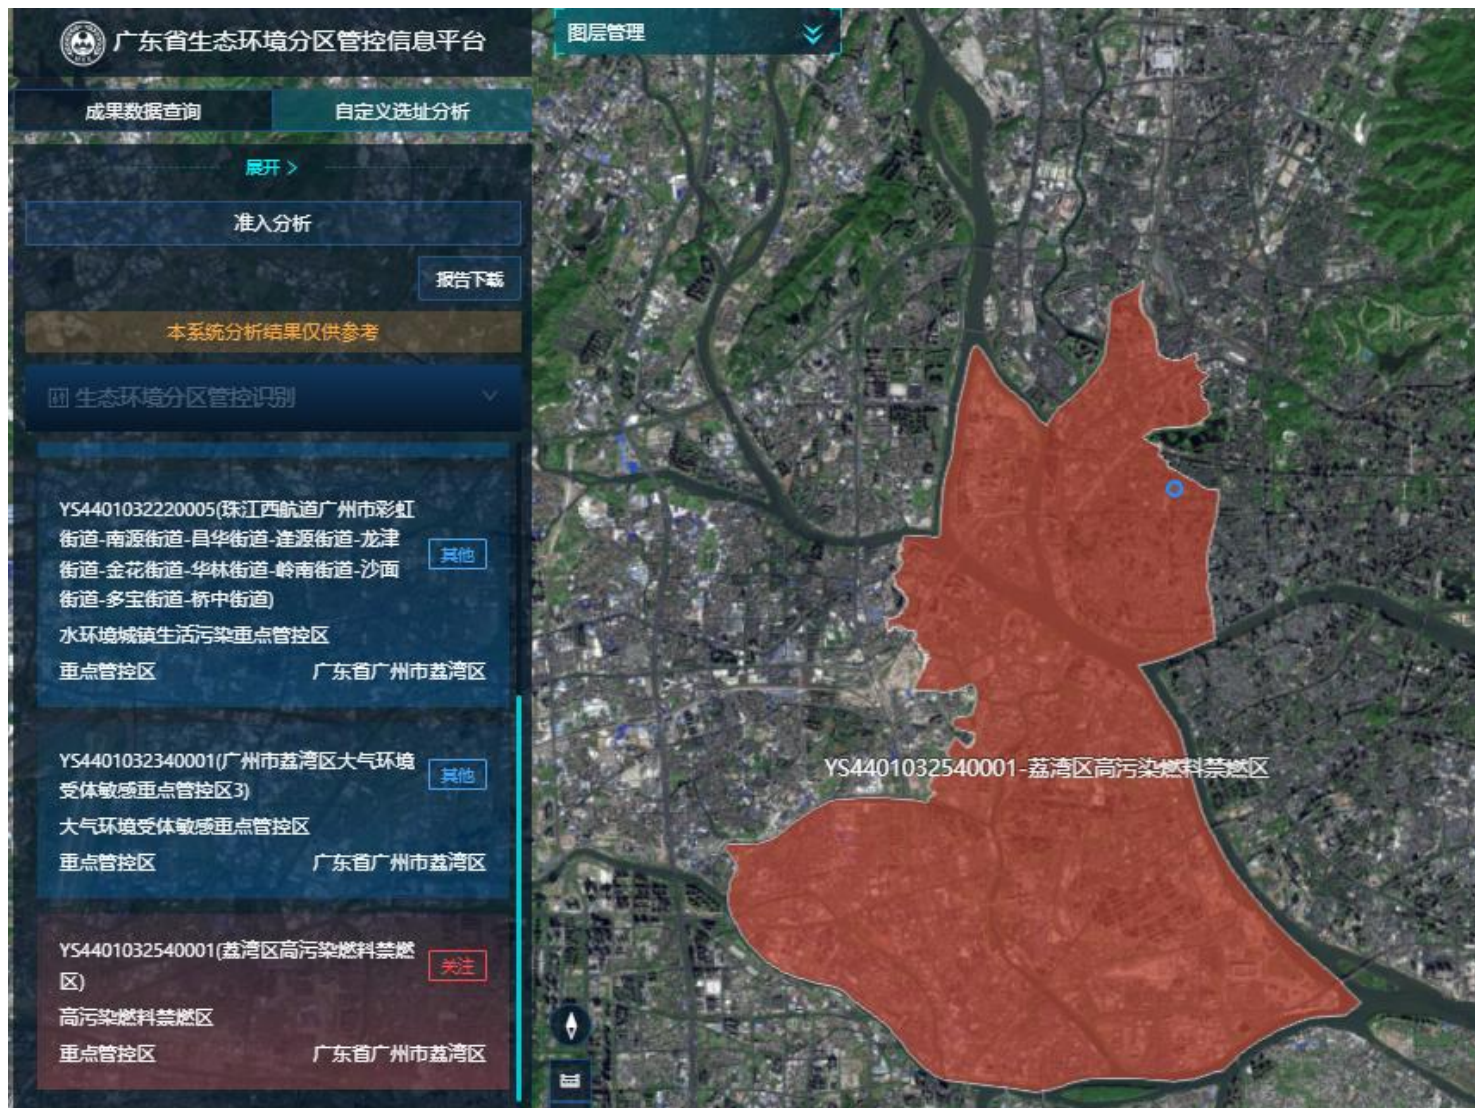 广东省生态环境分区管控信息平台
图层管理
成果数据查询
自定义选址分析
展开 >
准入分析
报告下载
本系统分析结果仅供参考
生态环境分区管控识别
YS4401032220005(珠江西航道广州市彩虹
街道-南源街道-昌华街道-逢源街道-龙津
街道-金花街道-华林街道-岭南街道-沙面
街道-多宝街道-桥中街道)
其他
水环境城镇生活污染重点管控区
重点管控区
广东省广州市荔湾区
YS4401032340001(广州市荔湾区大气环境
受体敏感重点管控区3)
其他
大气环境受体敏感重点管控区
重点管控区
广东省广州市荔湾区
YS4401032540001(荔湾区高污染燃料禁燃
区)
关注
高污染燃料禁燃区
重点管控区
广东省广州市荔湾区
YS4401032540001-荔湾区高污染燃料禁燃区